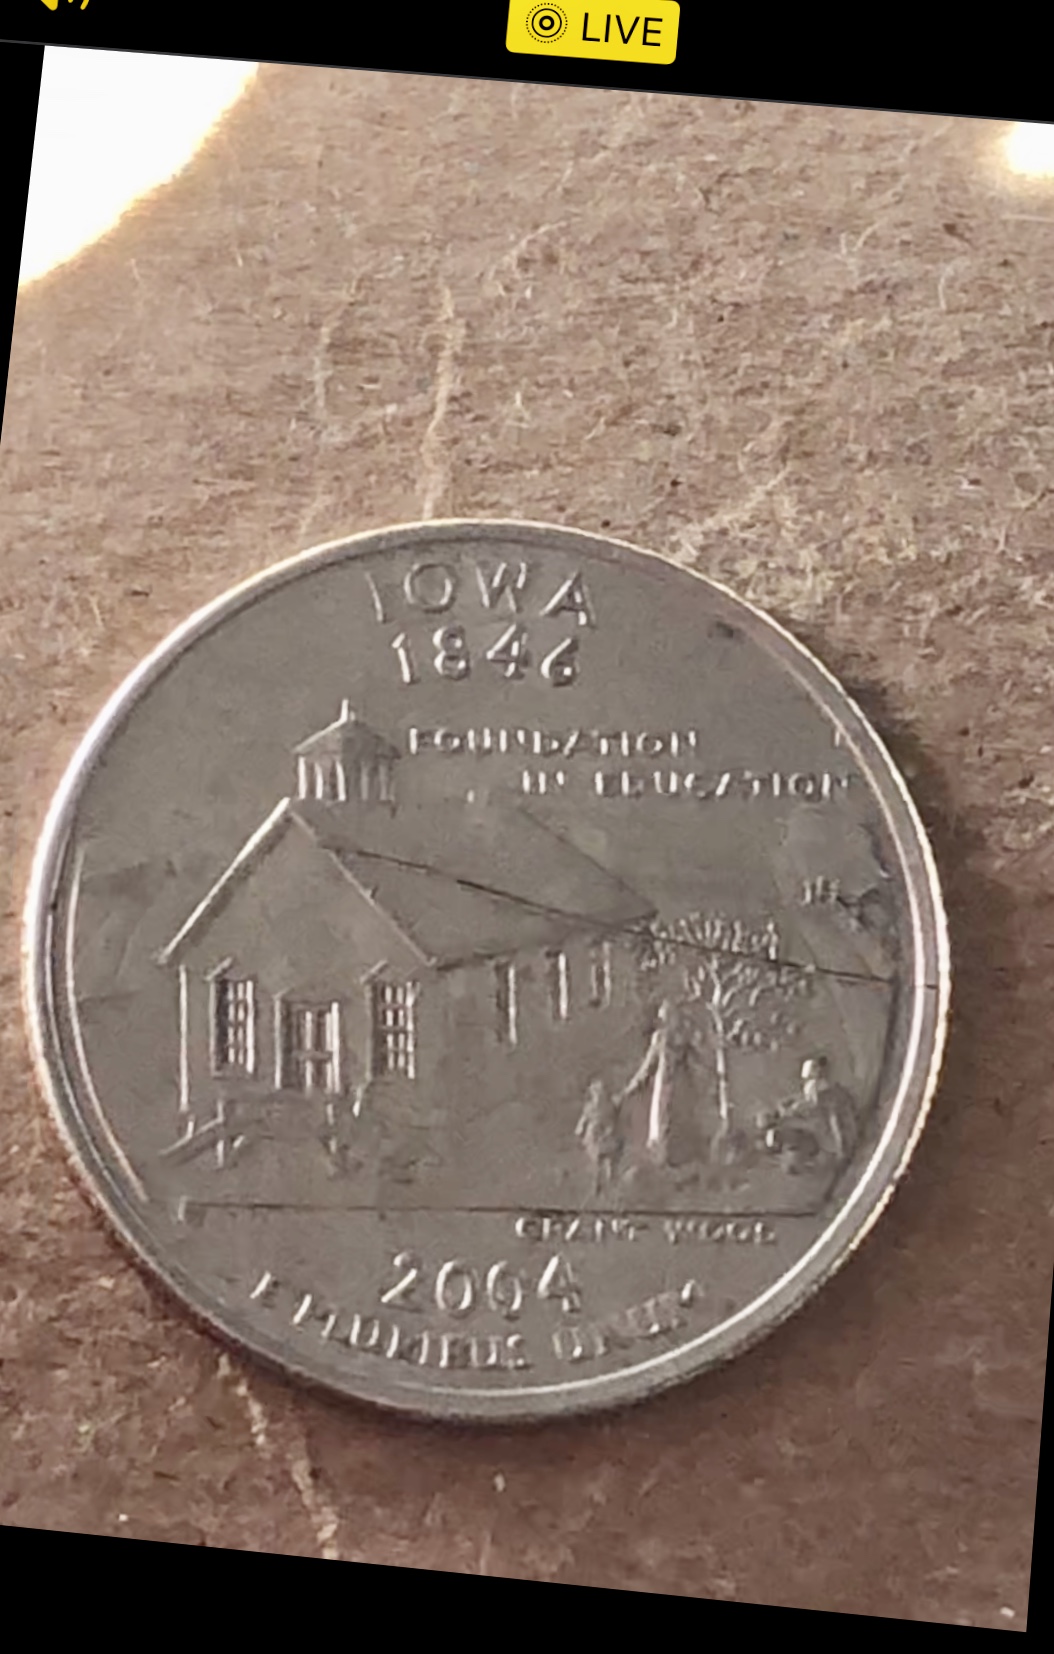 LIVE
IOWA
1846
FOUNDATION
IN EDUCATION
GRANT WOOD
2004
E PLURIBUS UNUM